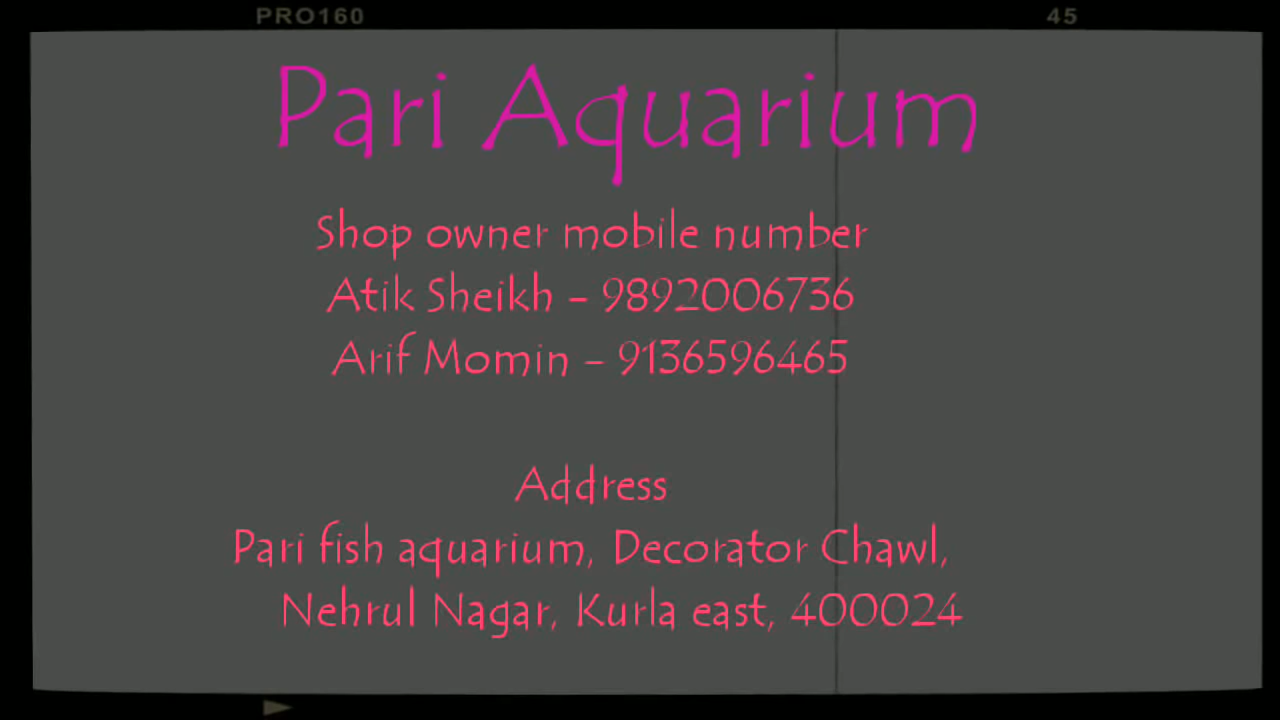 PRO160 45
Pari Aquarium
Shop owner mobile number
Atik Sheikh - 9892006736
Arif Momin - 9136596465
Address
Pari fish aquarium, Decorator Chawl,
Nehrul Nagar, Kurla east, 400024